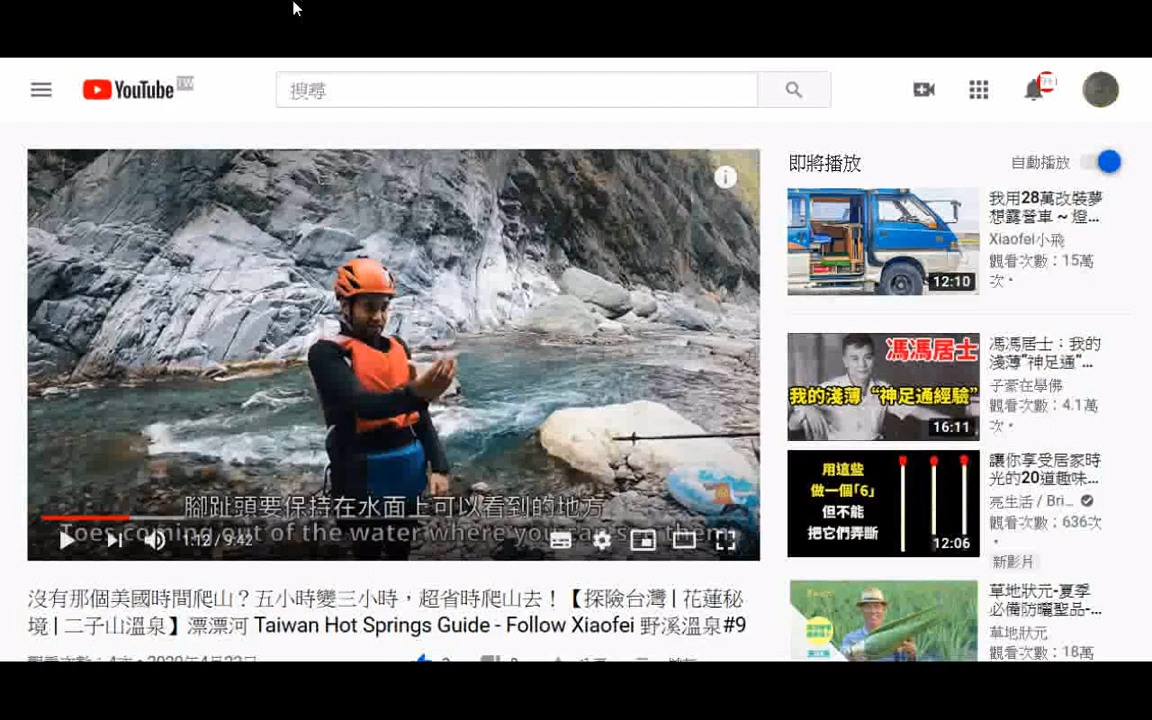 YouTube TW
搜尋
9+
腳趾頭要保持在水面上可以看到的地方
Toes coming out of the water where you can see them
1:12 / 9:42
沒有那個美國時間爬山？五小時變三小時，超省時爬山去！【探險台灣 | 花蓮秘
境 | 二子山溫泉】漂漂河 Taiwan Hot Springs Guide - Follow Xiaofei 野溪溫泉#9
即將播放
自動播放
我用28萬改裝夢
想露營車 ~ 燈...
Xiaofei小飛
觀看次數：15萬
次 ·
12:10
馮馮居士
我的淺薄“神足通經驗”
16:11
馮馮居士：我的
淺薄“神足通”...
子豪在學佛
觀看次數：4.1萬
次 ·
用這些
做一個「6」
但不能
把它們弄斷
12:06
讓你享受居家時
光的20道趣味...
亮生活 / Bri...
觀看次數：636次
·
新影片
草地狀元-夏季
必備防曬聖品-...
草地狀元
觀看次數：18萬